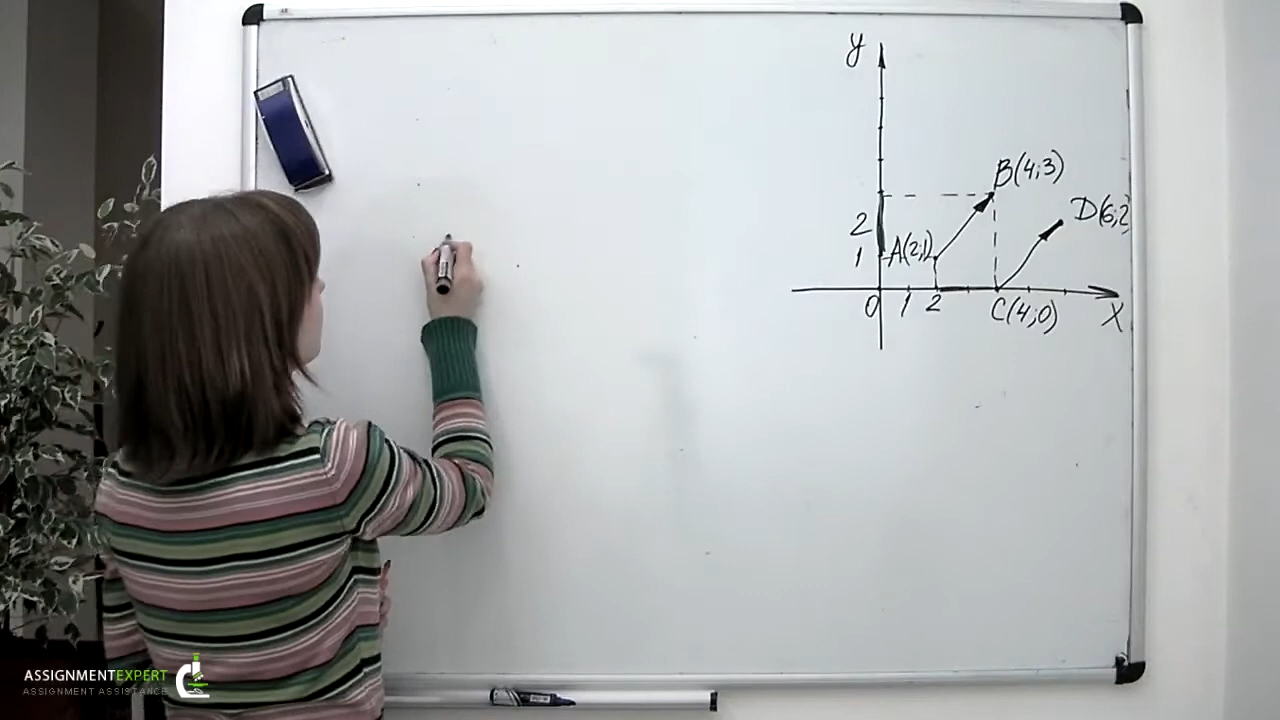 y
B(4;3)
D(6;2)
2
A(2;1)
1
0
1
2
C(4;0)
X
ASSIGNMENTEXPERT
ASSIGNMENT ASSISTANCE